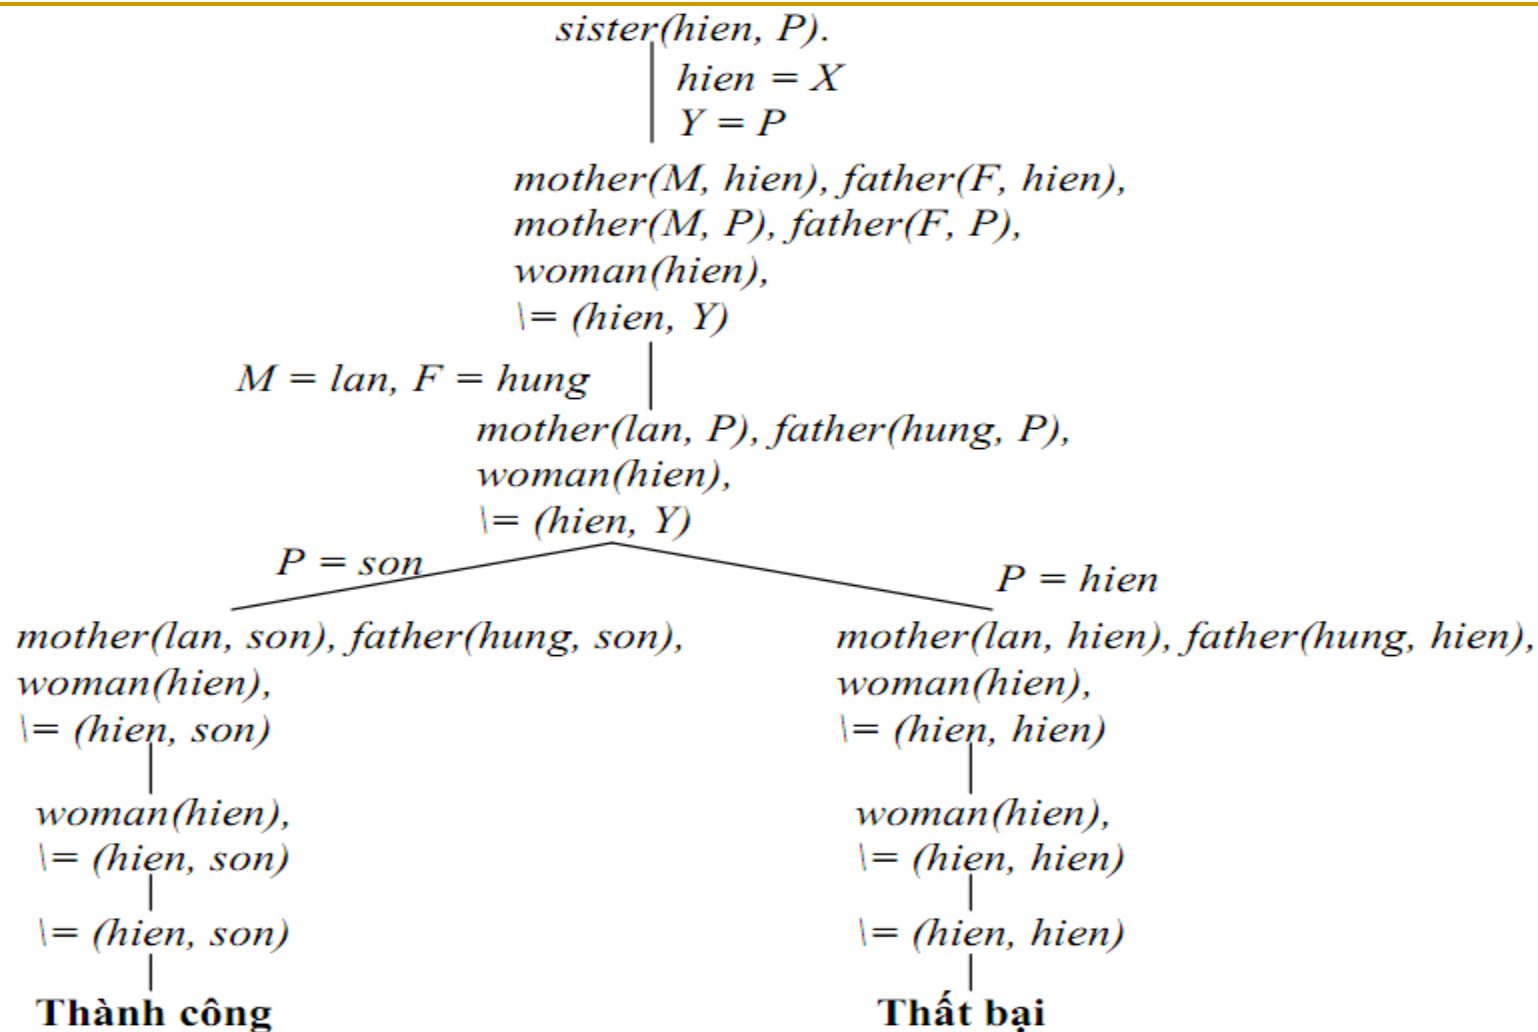 sister(hien, P).
hien = X
Y = P
mother(M, hien), father(F, hien),
mother(M, P), father(F, P),
woman(hien),
\= (hien, Y)
M = lan, F = hung
mother(lan, P), father(hung, P),
woman(hien),
\= (hien, Y)
P = son
P = hien
mother(lan, son), father(hung, son),
woman(hien),
\= (hien, son)
woman(hien),
\= (hien, son)
\= (hien, son)
Thành công
mother(lan, hien), father(hung, hien),
woman(hien),
\= (hien, hien)
woman(hien),
\= (hien, hien)
\= (hien, hien)
Thất bại